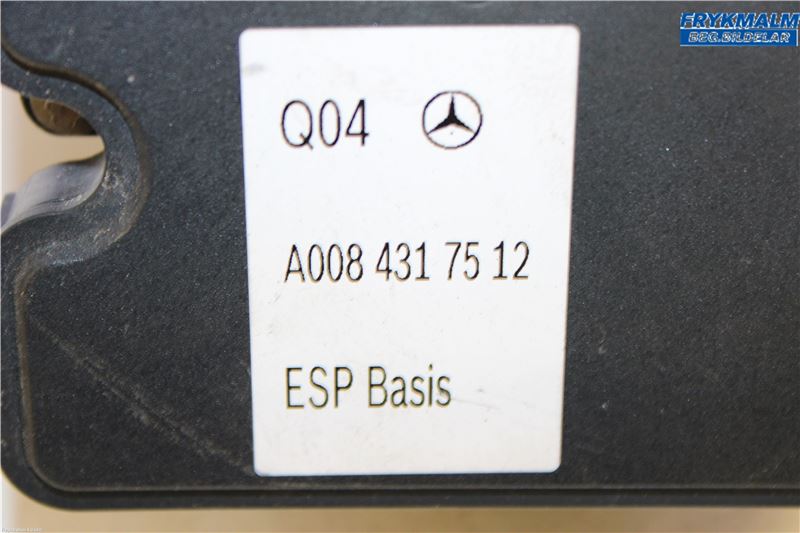 FRYKMALM
BEG.BILDELAR
Q04
A008 431 75 12
ESP Basis